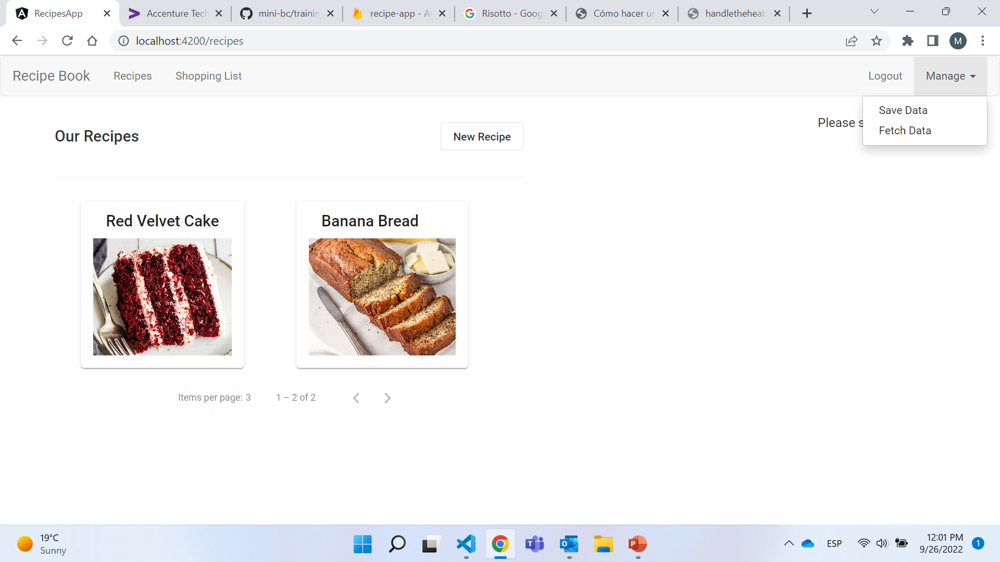 RecipesApp
Accenture Tech
mini-bc/trainin
recipe-app - Au
Risotto - Goog
Cómo hacer un
handletheheat.
localhost:4200/recipes
M
Recipe Book
Recipes
Shopping List
Logout
Manage
Save Data
Fetch Data
Please s
Our Recipes
New Recipe
Red Velvet Cake
Banana Bread
Items per page: 3
1 – 2 of 2
19°C
Sunny
ESP
12:01 PM
9/26/2022
1